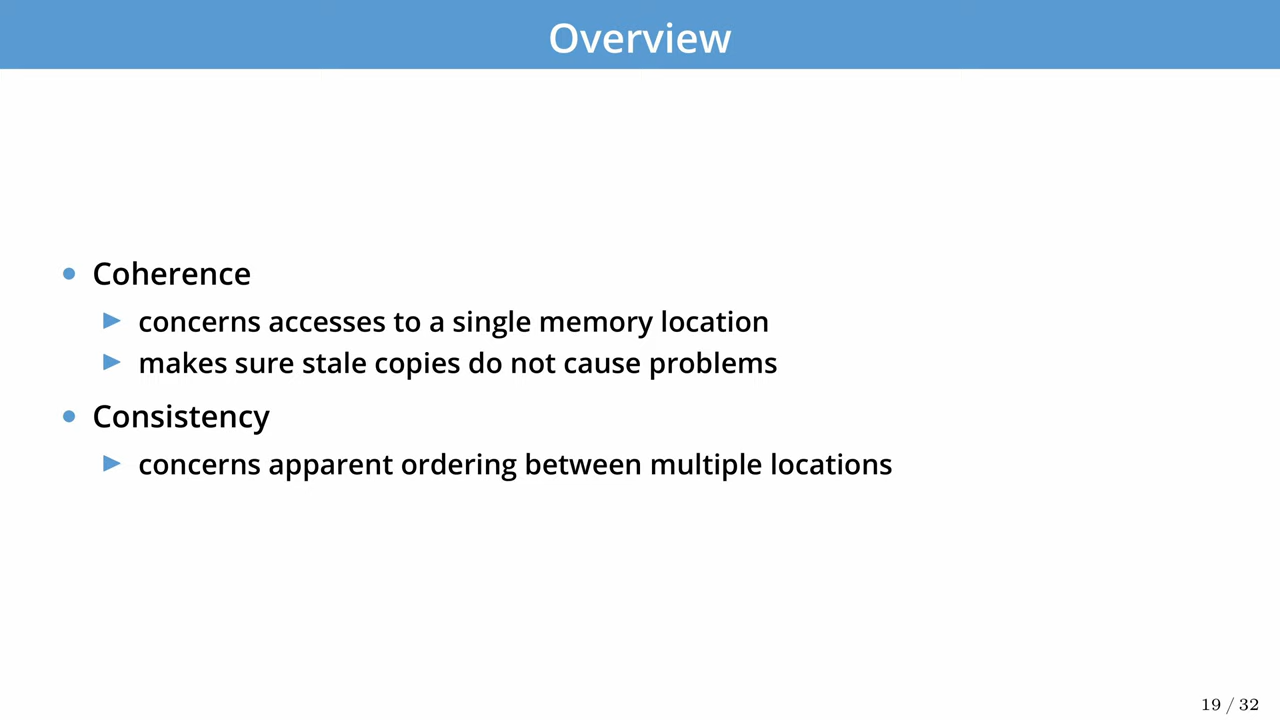 Overview
Coherence
concerns accesses to a single memory location
makes sure stale copies do not cause problems
Consistency
concerns apparent ordering between multiple locations
19 / 32